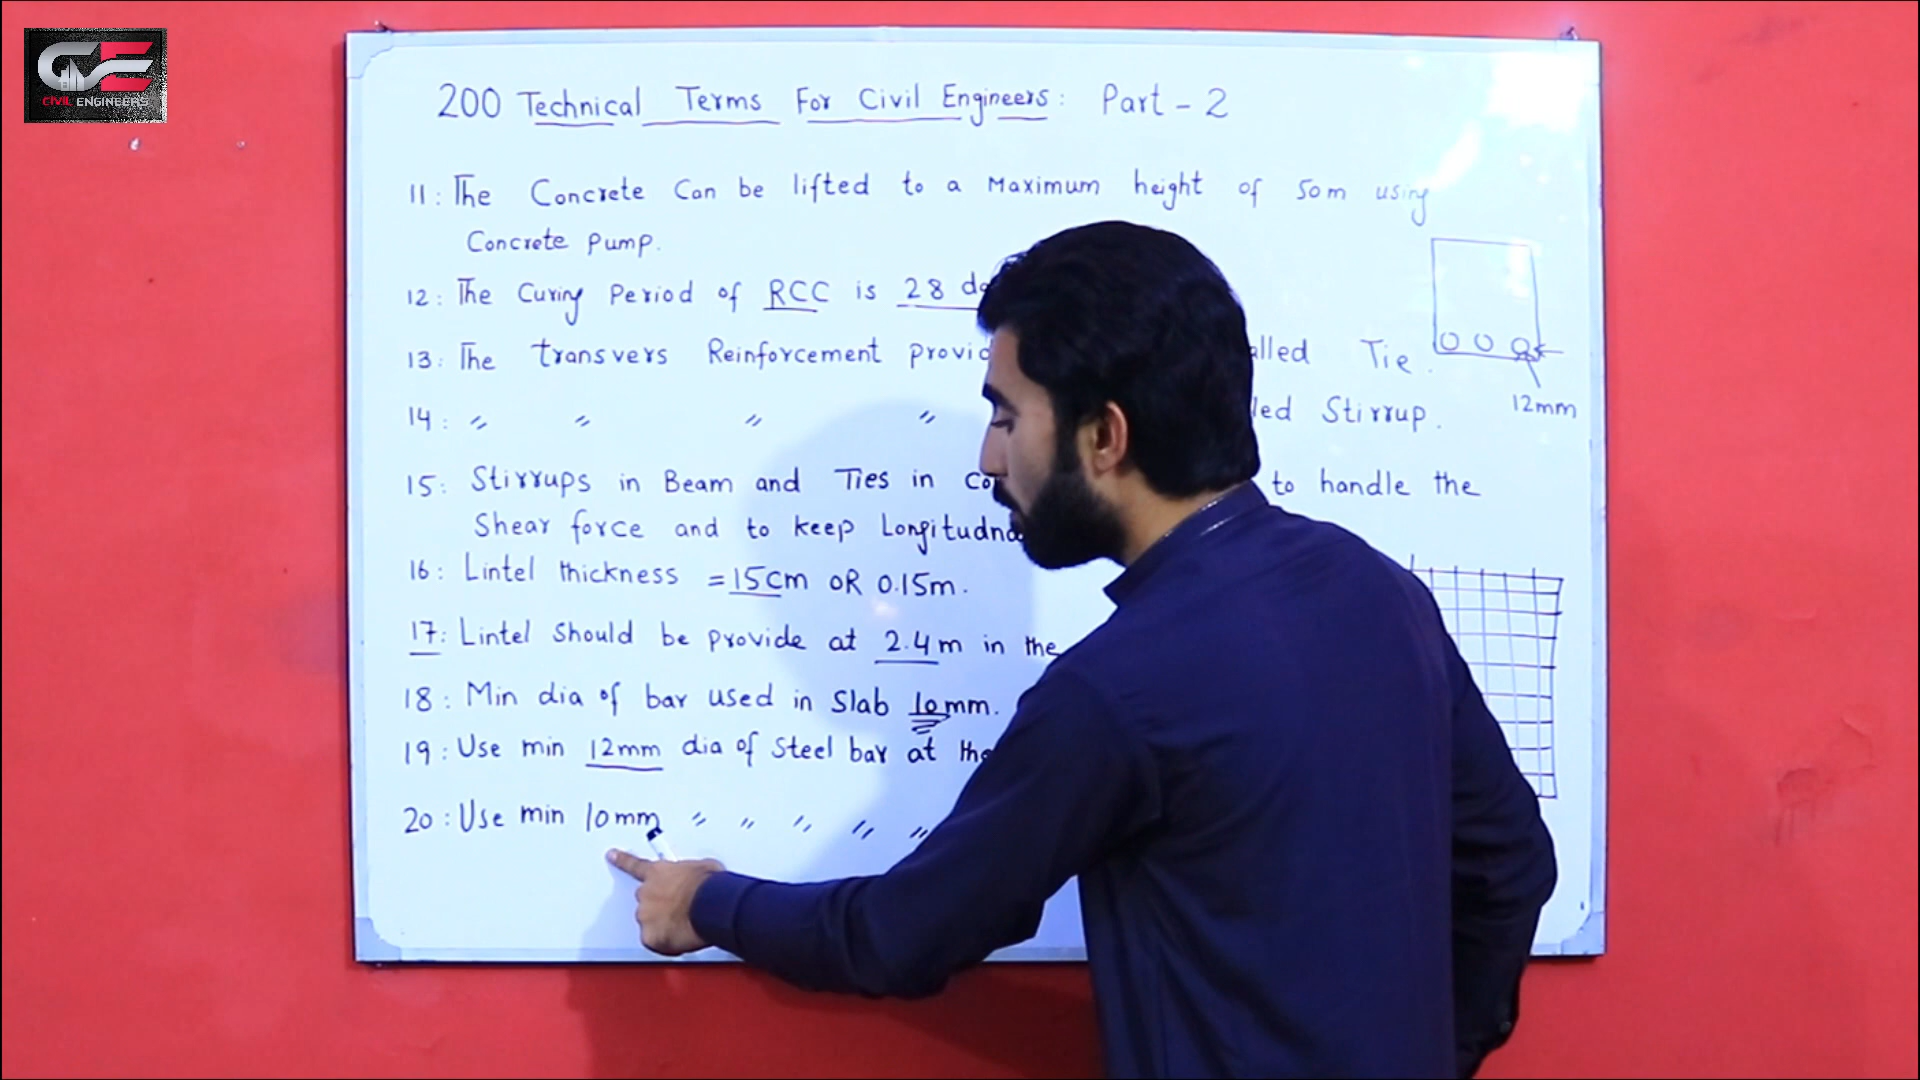 CE
CIVIL ENGINEERS
200 Technical Terms For Civil Engineers: Part - 2
11: The Concrete Can be lifted to a Maximum height of 50m using
Concrete pump.
12: The Curing Period of RCC is 28
13: The transvers Reinforcement Tie.
12mm
14: 〃 〃 〃 〃 Stirrup.
15: Stirrups in Beam and Ties in to handle the
Shear force and to keep
16: Lintel thickness = 15cm OR 0.15m.
17: Lintel Should be provide at 2.4m in the
18: Min dia of bar used in Slab 10mm.
19: Use min 12mm dia of Steel bar at the
20: Use min 10mm 〃 〃 〃 〃 〃